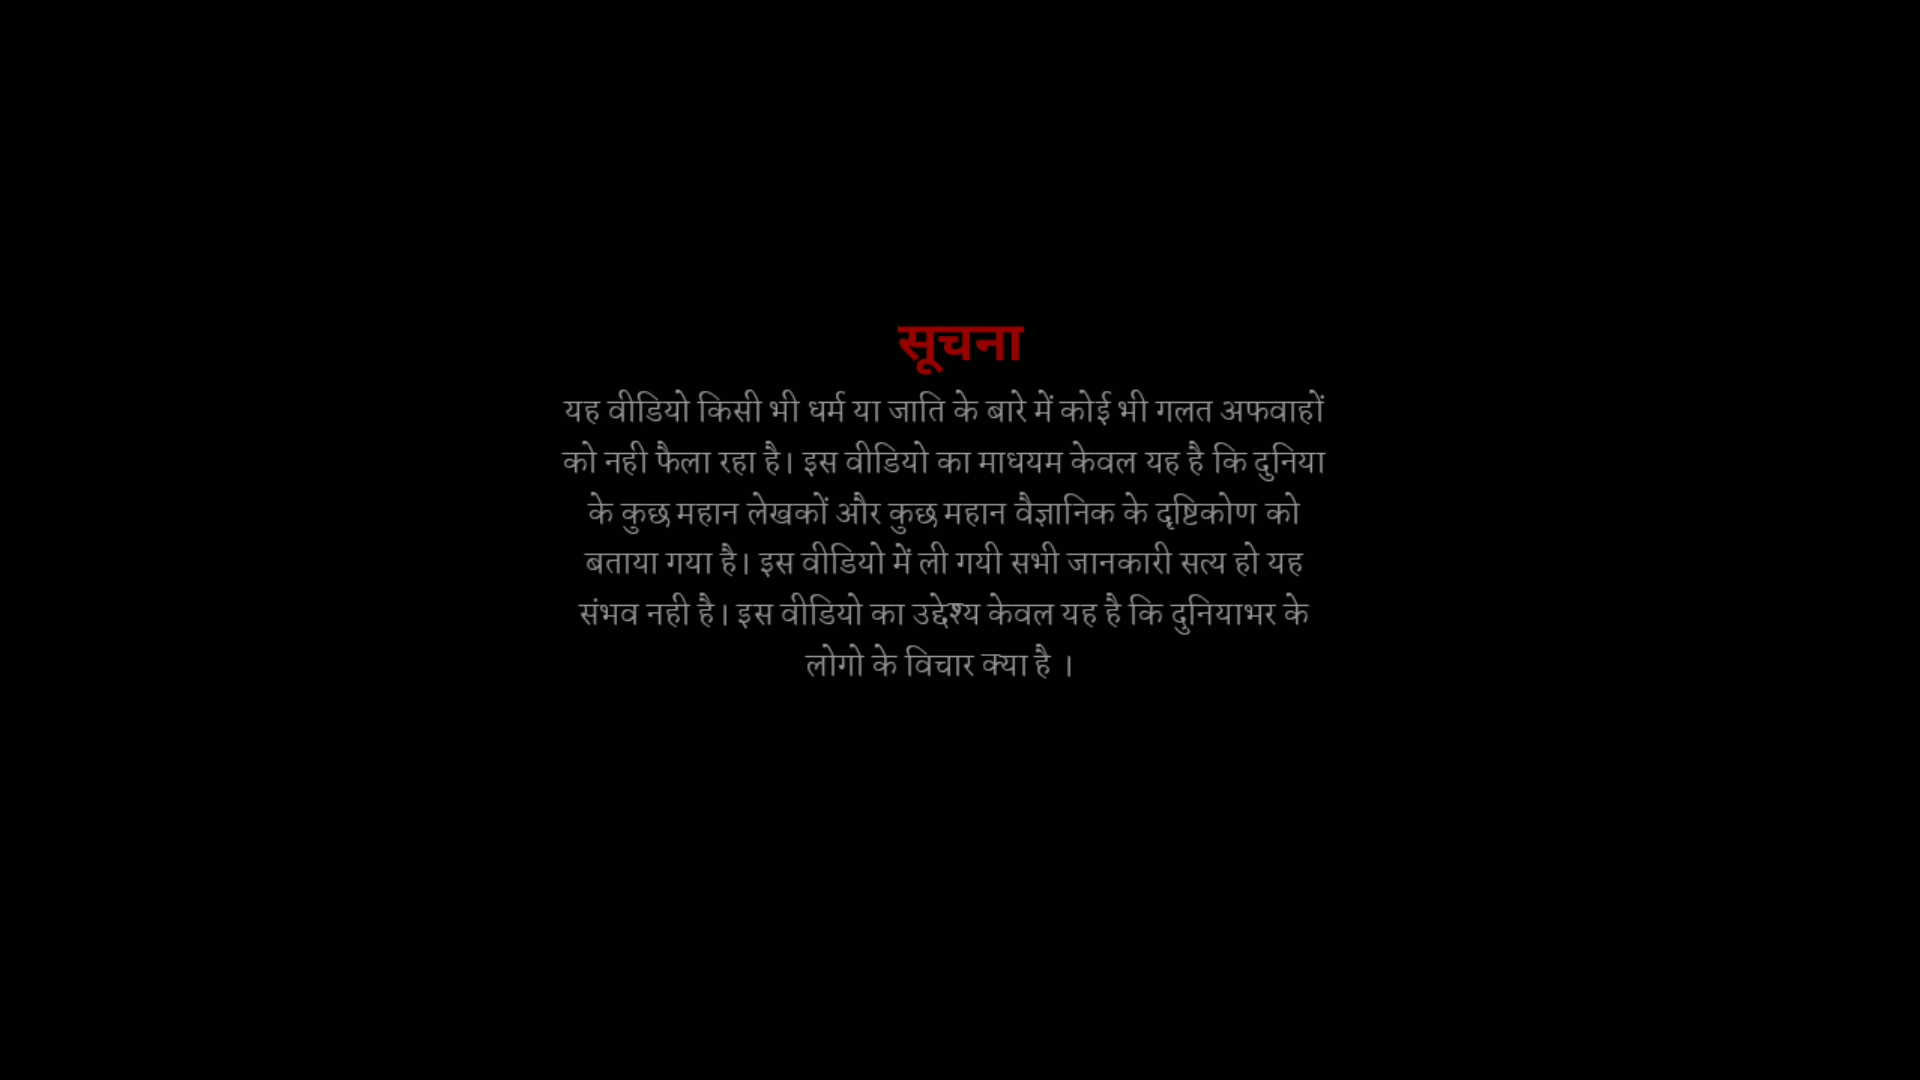 सूचना
यह वीडियो किसी भी धर्म या जाति के बारे में कोई भी गलत अफवाहों
को नही फैला रहा है। इस वीडियो का माधयम केवल यह है कि दुनिया
के कुछ महान लेखकों और कुछ महान वैज्ञानिक के दृष्टिकोण को
बताया गया है। इस वीडियो में ली गयी सभी जानकारी सत्य हो यह
संभव नही है। इस वीडियो का उद्देश्य केवल यह है कि दुनियाभर के
लोगो के विचार क्या है ।